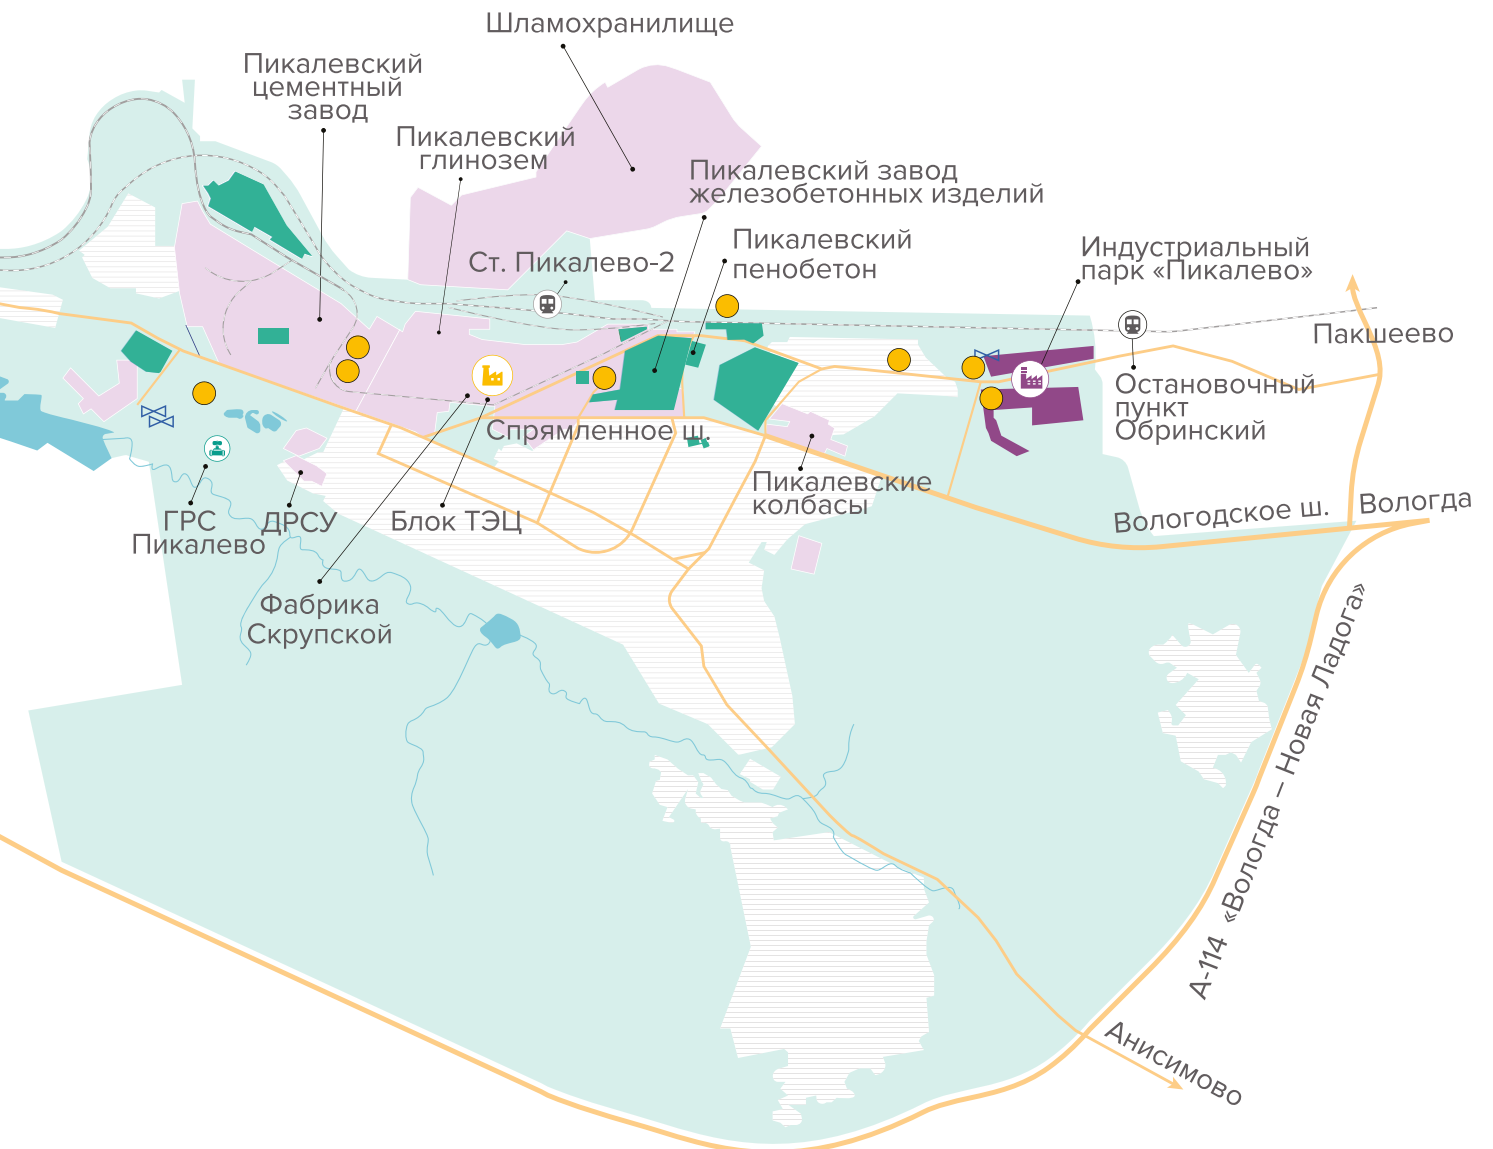 Шламохранилище
Пикалевский
цементный
завод
Пикалевский
глинозем
Пикалевский завод
железобетонных изделий
Пикалевский
пенобетон
Ст. Пикалево-2
Индустриальный
парк «Пикалево»
Пакшеево
Остановочный
пункт
Обринский
Спрямленное ш.
Пикалевские
колбасы
Вологодское ш.
Вологда
ГРС
Пикалево
ДРСУ
Блок ТЭЦ
Фабрика
Скрупской
А-114 «Вологда – Новая Ладога»
Анисимово